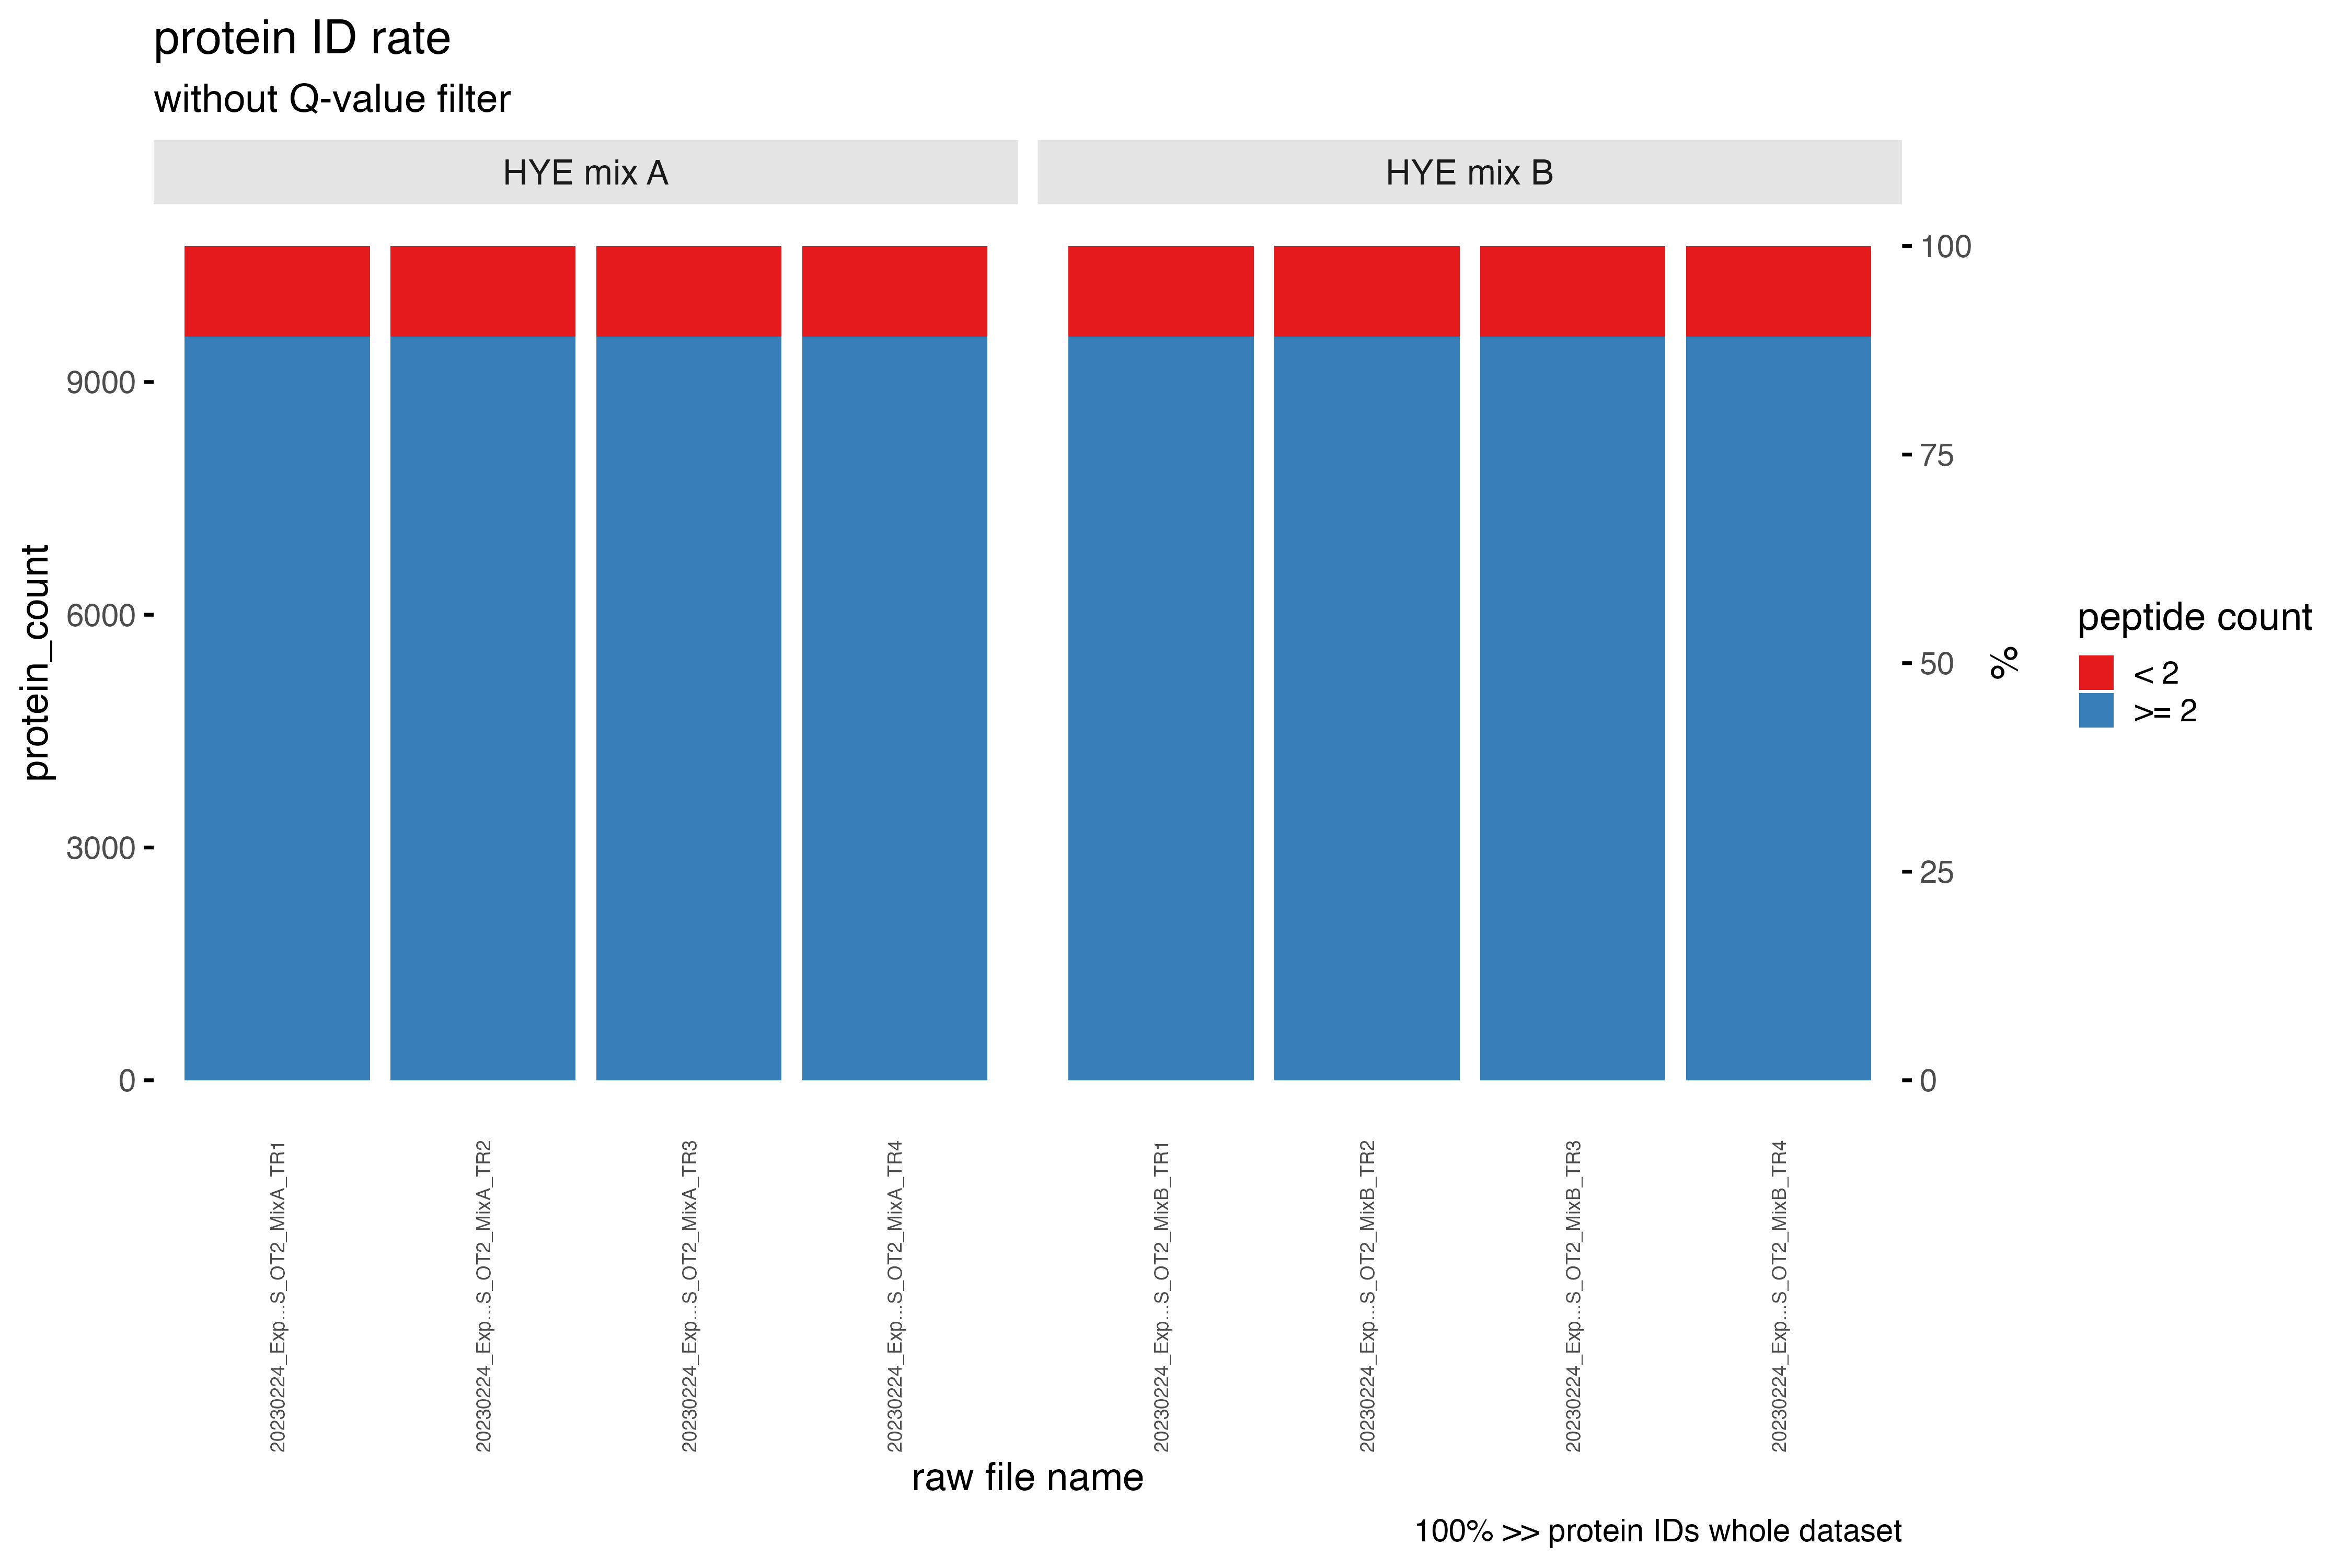 protein ID rate
without Q-value filter
HYE mix A
HYE mix B
protein_count
9000
6000
3000
0
100
75
50
25
0
%
peptide count
< 2
>= 2
20230224_Exp...S_OT2_MixA_TR1
20230224_Exp...S_OT2_MixA_TR2
20230224_Exp...S_OT2_MixA_TR3
20230224_Exp...S_OT2_MixA_TR4
20230224_Exp...S_OT2_MixB_TR1
20230224_Exp...S_OT2_MixB_TR2
20230224_Exp...S_OT2_MixB_TR3
20230224_Exp...S_OT2_MixB_TR4
raw file name
100% >> protein IDs whole dataset